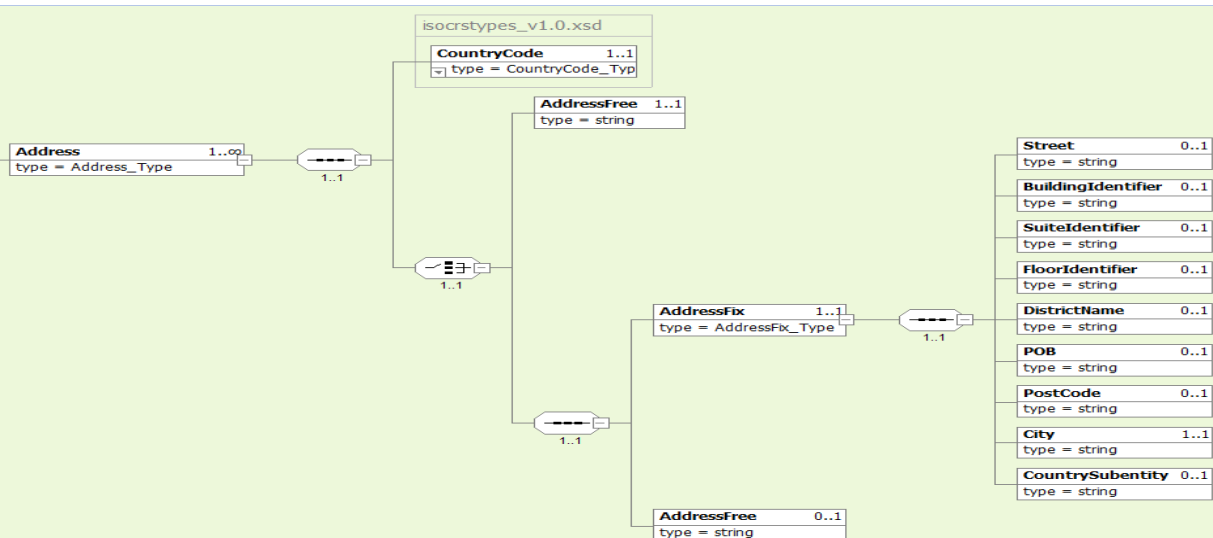 isocrstypes_v1.0.xsd
CountryCode 1..1
type = CountryCode_Typ
AddressFree 1..1
type = string
Address 1..∞
type = Address_Type
1..1
1..1
AddressFix 1..1
type = AddressFix_Type
1..1
1..1
AddressFree 0..1
type = string
Street 0..1
type = string
BuildingIdentifier 0..1
type = string
SuiteIdentifier 0..1
type = string
FloorIdentifier 0..1
type = string
DistrictName 0..1
type = string
POB 0..1
type = string
PostCode 0..1
type = string
City 1..1
type = string
CountrySubentity 0..1
type = string